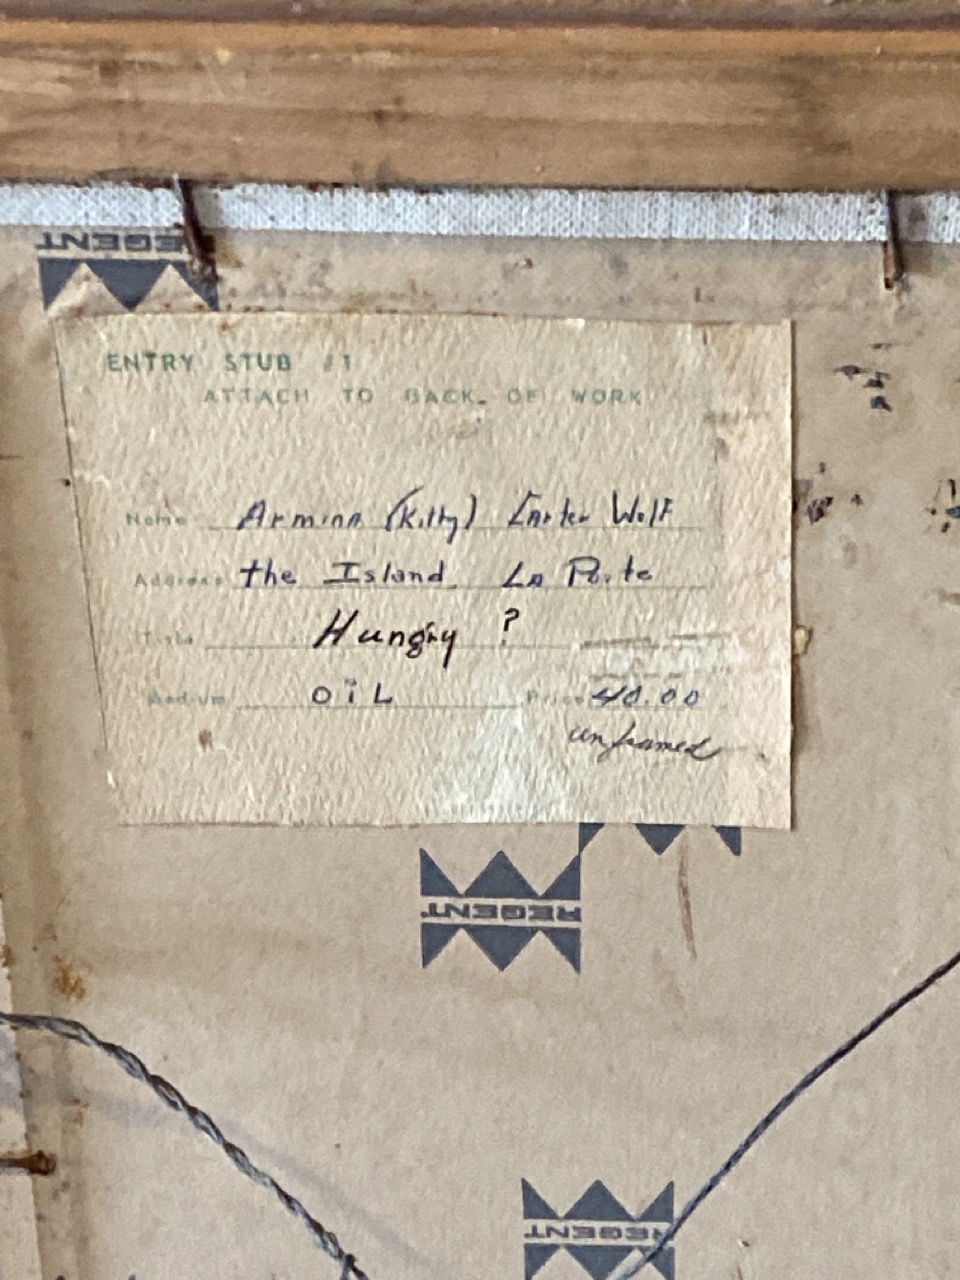 REGENT
ENTRY STUB #1
ATTACH TO BACK OF WORK
Name Armina (Kitty) Carter Wolf
Address the Island La Porte
Title Hungry ?
Medium OiL Price 40.00
unframed
REGENT
REGENT